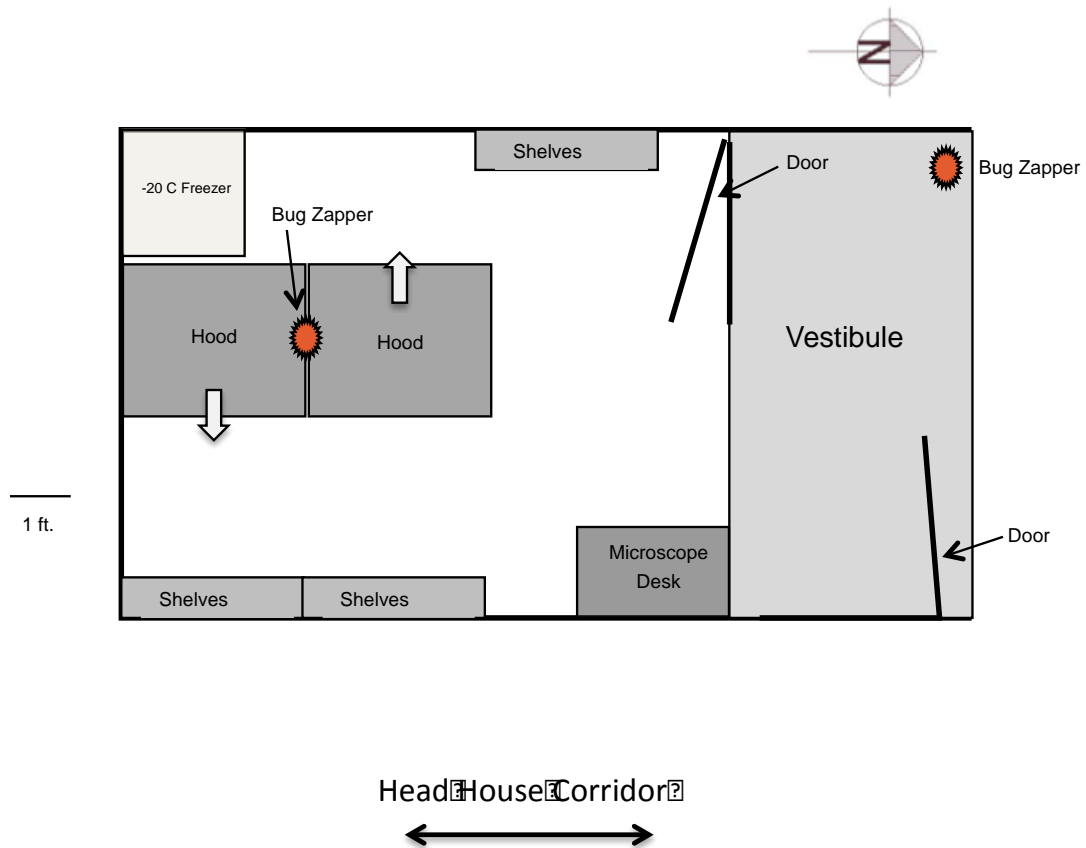 N
Shelves
-20 C Freezer
Door
Bug Zapper
Bug Zapper
Hood
Hood
Vestibule
1 ft.
Door
Microscope
Desk
Shelves
Shelves
Head⍰House⍰Corridor⍰